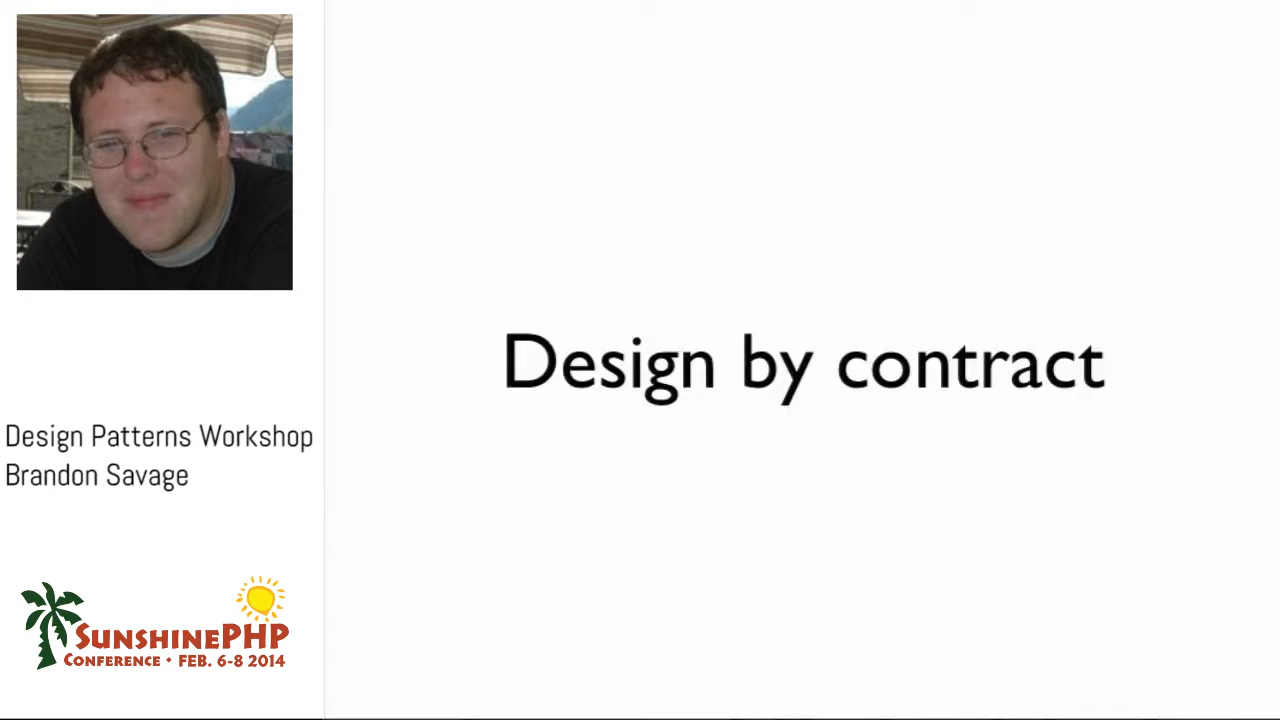 Design by contract
Design Patterns Workshop
Brandon Savage
SUNSHINEPHP
CONFERENCE • FEB. 6-8 2014